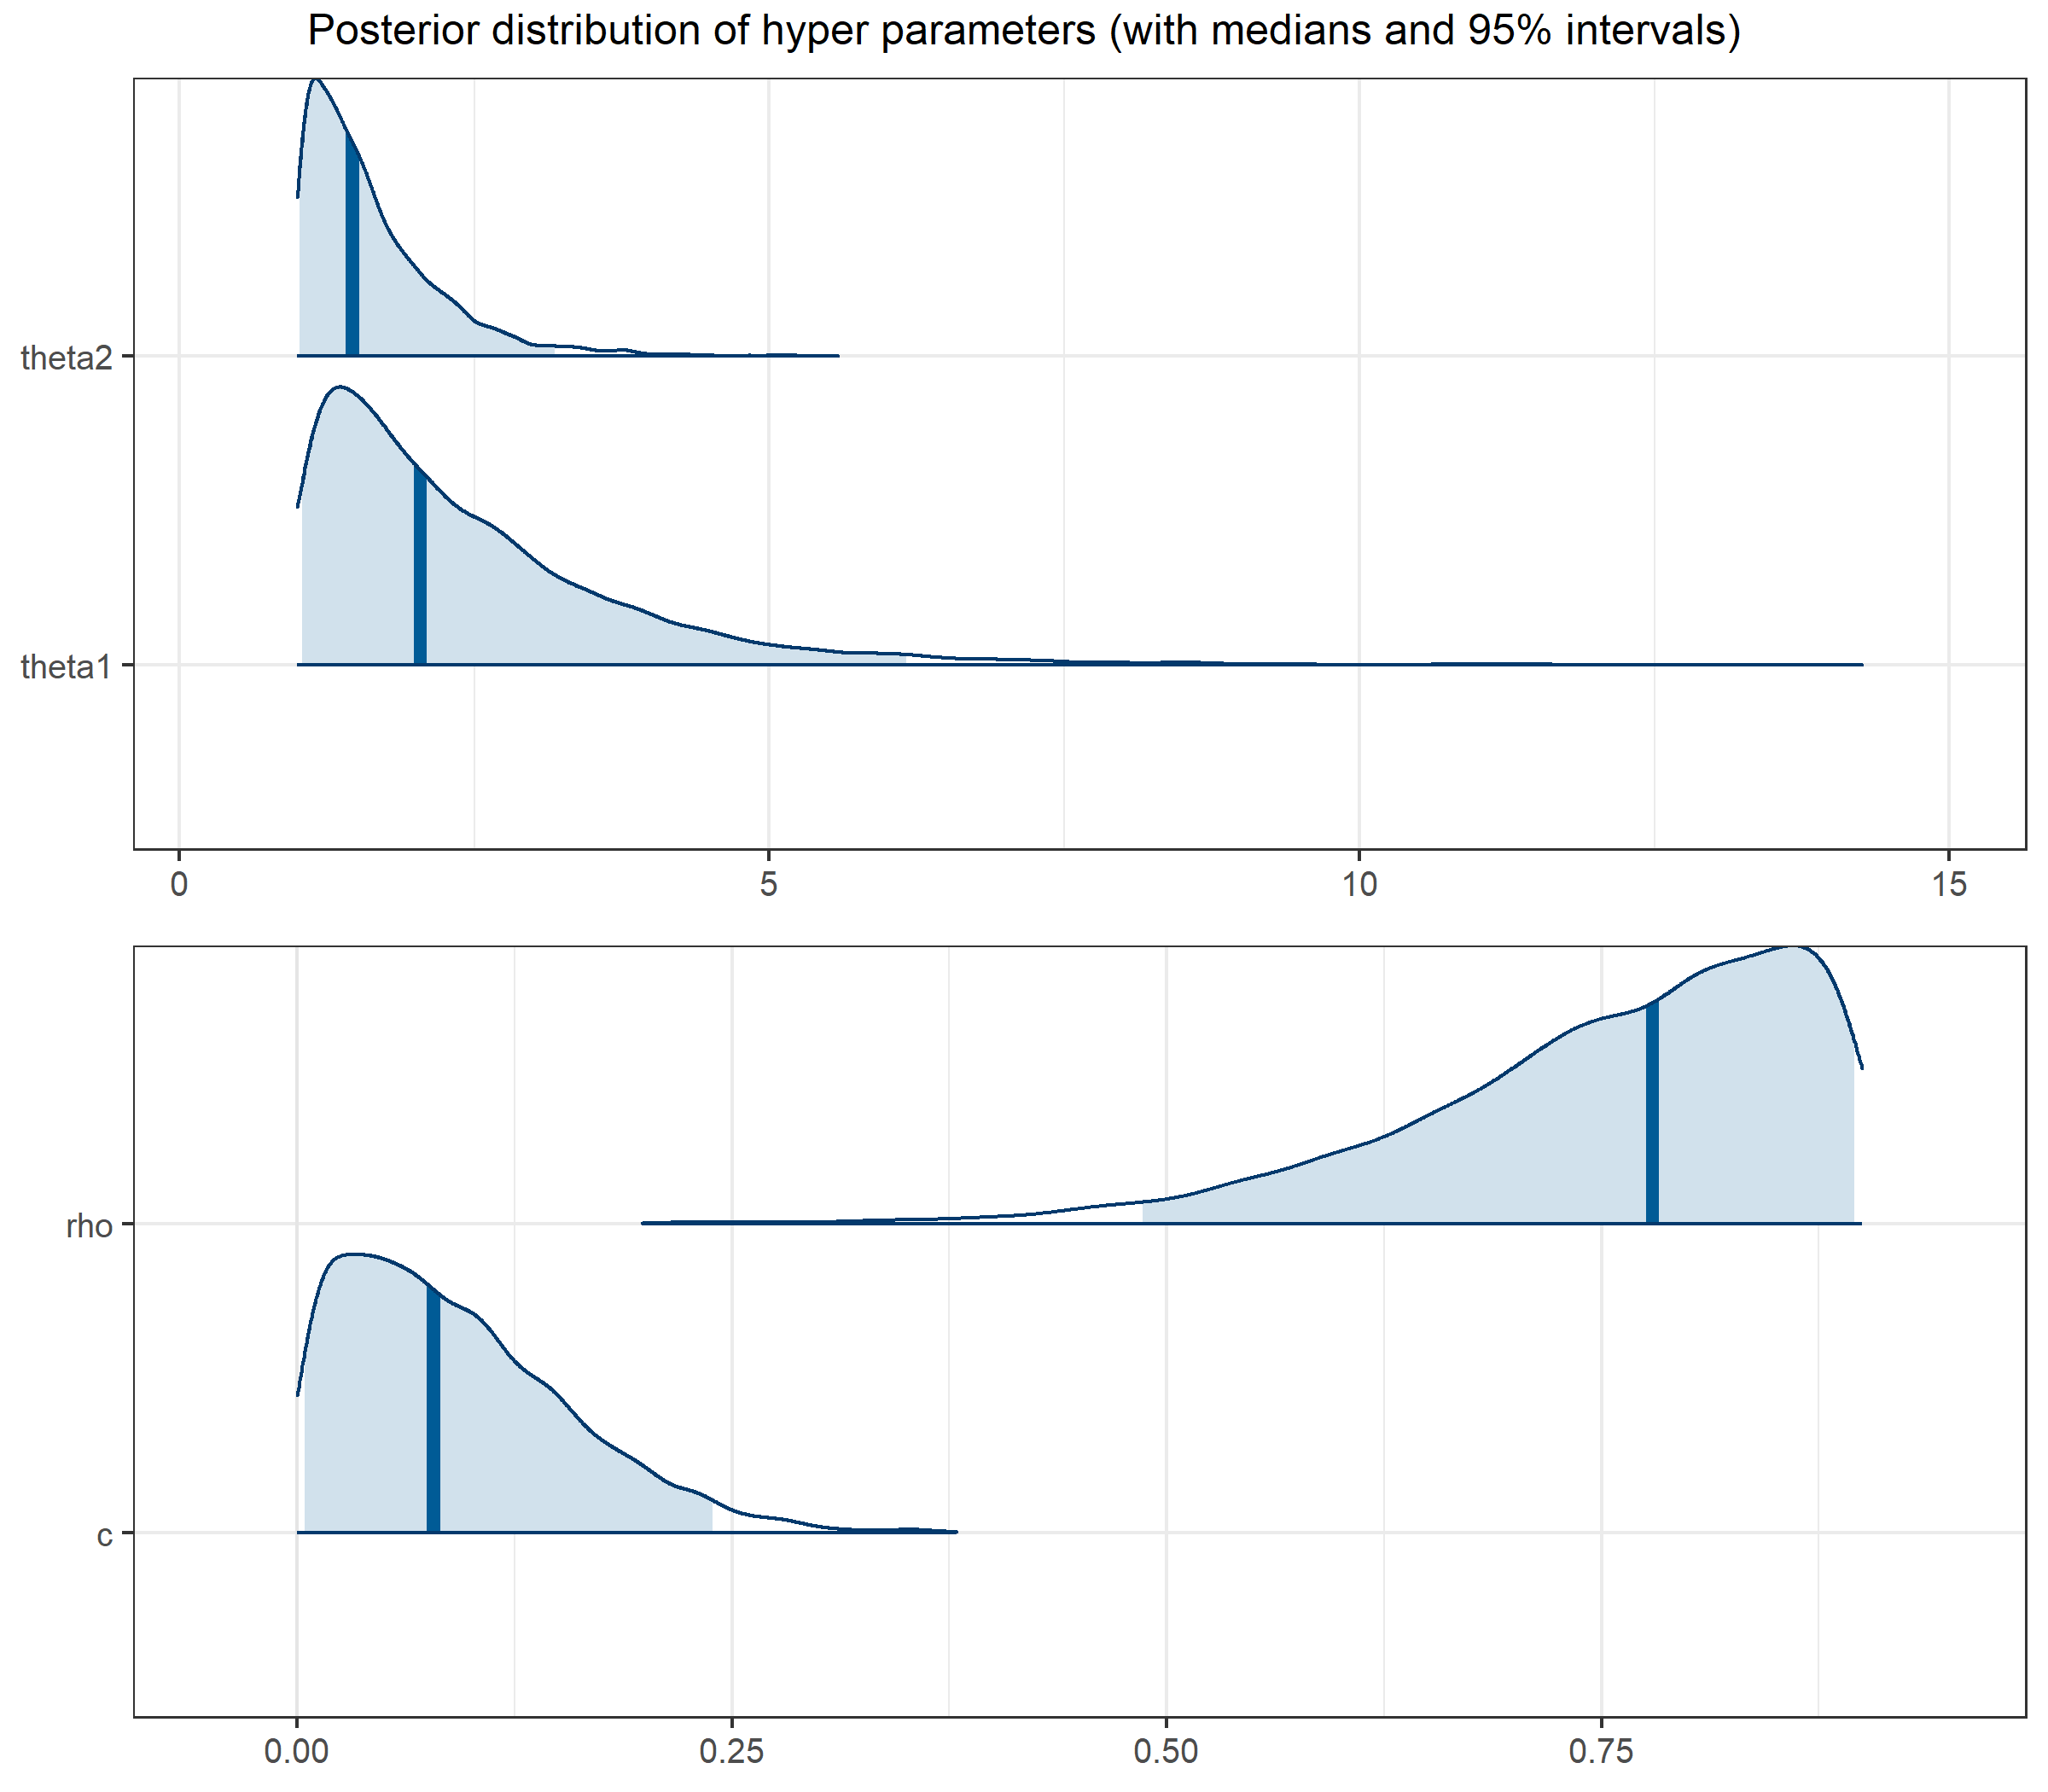 Posterior distribution of hyper parameters (with medians and 95% intervals)
theta2
theta1
0 5 10 15
rho
c
0.00 0.25 0.50 0.75